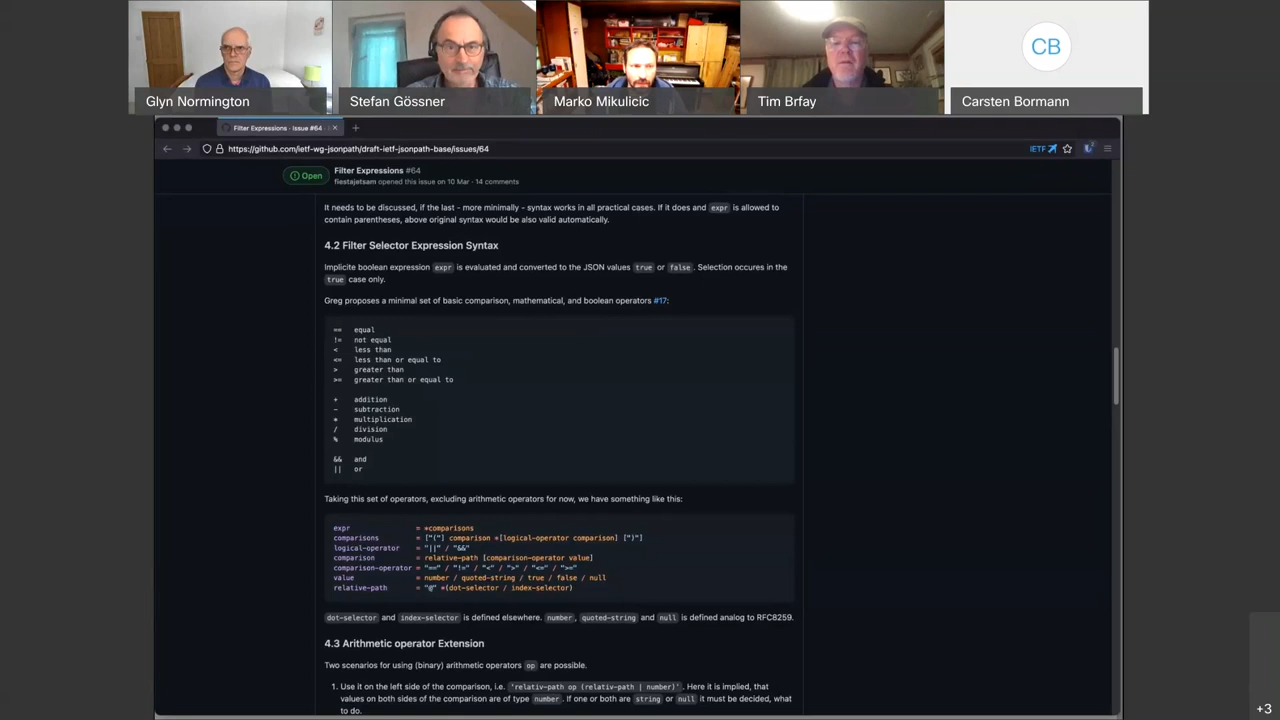 Glyn Normington
Stefan Gössner
Marko Mikulicic
Tim Brfay
CB
Carsten Bormann
Filter Expressions · Issue #64 ·
https://github.com/ietf-wg-jsonpath/draft-ietf-jsonpath-base/issues/64
IETF
Open
Filter Expressions #64
fiestajetsam opened this issue on 10 Mar · 14 comments
It needs to be discussed, if the last - more minimally - syntax works in all practical cases. If it does and expr is allowed to
contain parentheses, above original syntax would be also valid automatically.
4.2 Filter Selector Expression Syntax
Implicite boolean expression expr is evaluated and converted to the JSON values true or false. Selection occures in the
true case only.
Greg proposes a minimal set of basic comparison, mathematical, and boolean operators #17:
== equal
!= not equal
< less than
<= less than or equal to
> greater than
>= greater than or equal to
+ addition
- subtraction
* multiplication
/ division
% modulus
&& and
|| or
Taking this set of operators, excluding arithmetic operators for now, we have something like this:
expr = *comparisons
comparisons = ["("] comparison *[logical-operator comparison] [")"]
logical-operator = "||" / "&&"
comparison = relative-path [comparison-operator value]
comparison-operator = "==" / "!=" / "<" / ">" / "<=" / ">="
value = number / quoted-string / true / false / null
relative-path = "@" *(dot-selector / index-selector)
dot-selector and index-selector is defined elsewhere. number, quoted-string and null is defined analog to RFC8259.
4.3 Arithmetic operator Extension
Two scenarios for using (binary) arithmetic operators op are possible.
1. Use it on the left side of the comparison, i.e. 'relativ-path op (relative-path | number)'. Here it is implied, that
values on both sides of the comparison are of type number. If one or both are string or null it must be decided, what
to do.
+3